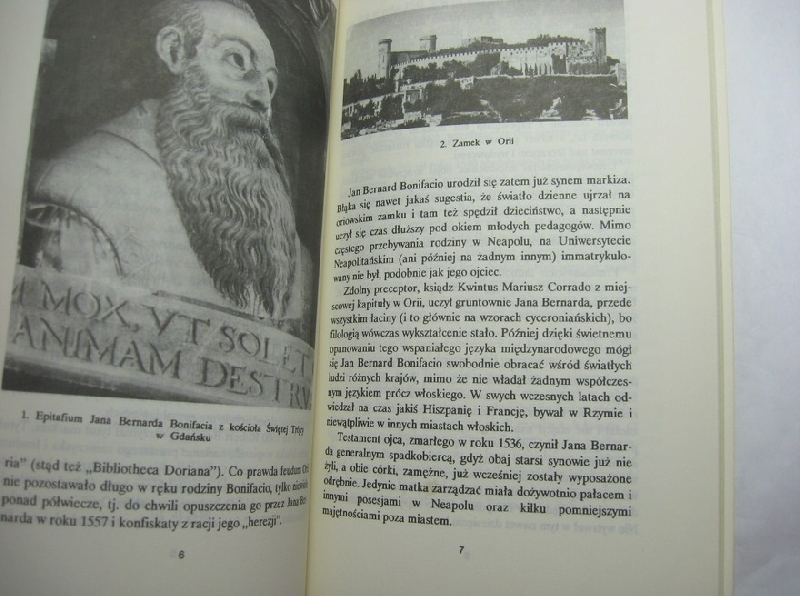 M MOX, VT SOLET
ANIMAM DESTRV
1. Epitafium Jana Bernarda Bonifacia z kościoła Świętej Trójcy
w Gdańsku
ria" (stąd też „Bibliotheca Doriana"). Co prawda feudum Orii
nie pozostawało długo w ręku rodziny Bonifacio, tylko
ponad półwiecze, tj. do chwili opuszczenia go przez Jana Ber-
narda w roku 1557 i konfiskaty z racji jego „herezji".
6
2. Zamek w Orii
Jan Bernard Bonifacio urodził się zatem już synem markiza.
Błąka się nawet jakaś sugestia, że światło dzienne ujrzał na
oriowskim zamku i tam też spędził dzieciństwo, a następnie
uczył się czas dłuższy pod okiem młodych pedagogów. Mimo
częstego przebywania rodziny w Neapolu, na Uniwersytecie
Neapolitańskim (ani później na żadnym innym) immatrykulo-
wany nie był, podobnie jak jego ojciec.
Zdolny preceptor, ksiądz Kwintus Mariusz Corrado z miej-
scowej kapituły w Orii, uczył gruntownie Jana Bernarda, przede
wszystkim łaciny (i to głównie na wzorach cyceroniańskich), bo
filologią wówczas wykształcenie stało. Później dzięki świetnemu
opanowaniu tego wspaniałego języka międzynarodowego mógł
się Jan Bernard Bonifacio swobodnie obracać wśród światłych
ludzi różnych krajów, mimo że nie władał żadnym współczes-
nym językiem prócz włoskiego. W swych wczesnych latach od-
wiedzał na czas jakiś Hiszpanię i Francję, bywał w Rzymie i
niewątpliwie w innych miastach włoskich.
Testament ojca, zmarłego w roku 1536, czynił Jana Bernar-
da generalnym spadkobiercą, gdyż obaj starsi synowie już nie
żyli, a obie córki, zamężne, już wcześniej zostały wyposażone
odrębnie. Jedynie matka zarządzać miała dożywotnio pałacem i
innymi posesjami w Neapolu oraz kilku pomniejszymi
majętnościami poza miastem.
7